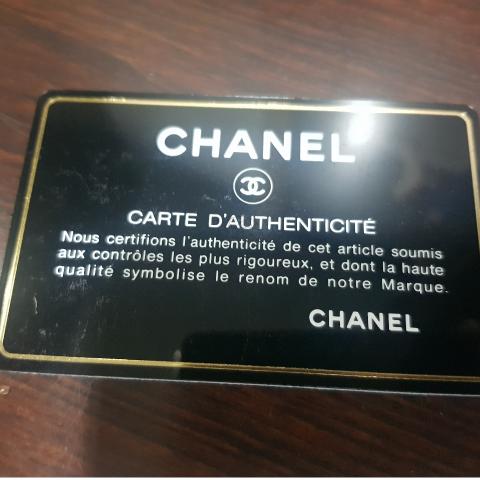 CHANEL
CARTE D'AUTHENTICITÉ
Nous certifions l'authenticité de cet article soumis
aux contrôles les plus rigoureux, et dont la haute
qualité symbolise le renom de notre Marque.
CHANEL